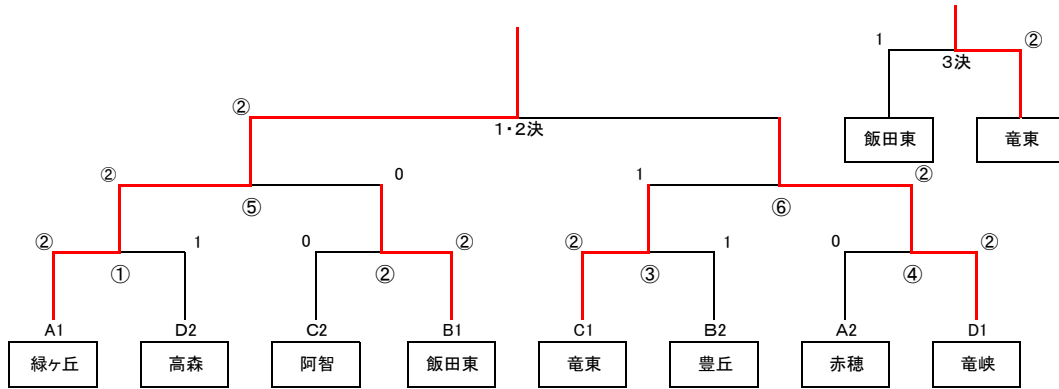 1 ②
3決
飯田東 竜東
②
1・2決
② 0 1 ②
⑤ ⑥
② 1 0 ② ② 1 0 ②
① ② ③ ④
A1 D2 C2 B1 C1 B2 A2 D1
緑ヶ丘 高森 阿智 飯田東 竜東 豊丘 赤穂 竜峡